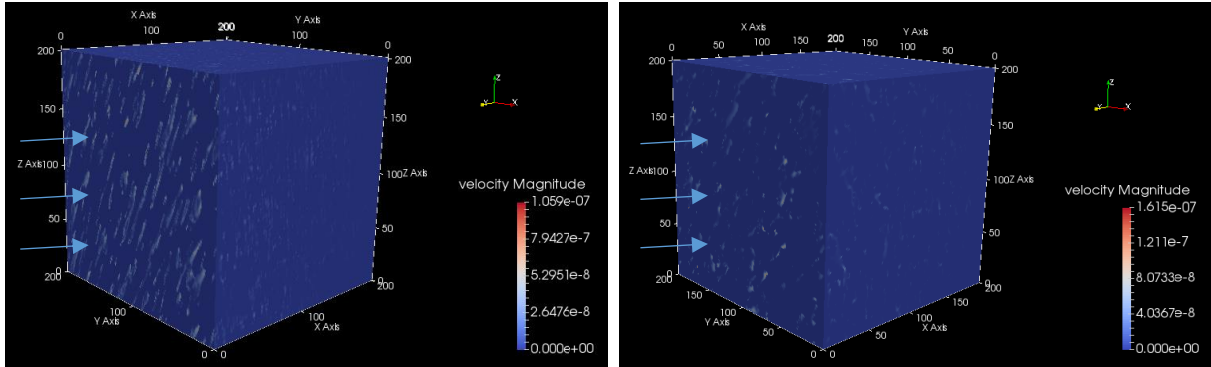 X Axis
Y Axis
0
100
200
100
0
200
200
150
150
Z Axis
100
100
Z Axis
50
50
0
200
0
200
100
100
Y Axis
X Axis
0
0
Z
Y
X
velocity Magnitude
1.059e-07
7.9427e-8
5.2951e-8
2.6476e-8
0.000e+00
X Axis
Y Axis
0
50
100
150
200
150
100
50
0
200
200
150
150
Z Axis
100
100
Z Axis
50
50
0
200
0
200
150
150
100
100
Y Axis
X Axis
50
50
0
0
Z
Y
X
velocity Magnitude
1.615e-07
1.211e-7
8.0733e-8
4.0367e-8
0.000e+00